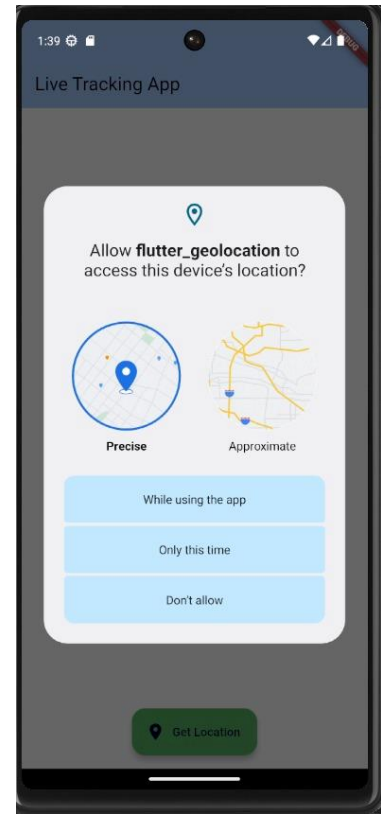 1:39
DEBUG
Live Tracking App
Allow flutter_geolocation to
access this device's location?
Precise
Approximate
While using the app
Only this time
Don't allow
Get Location